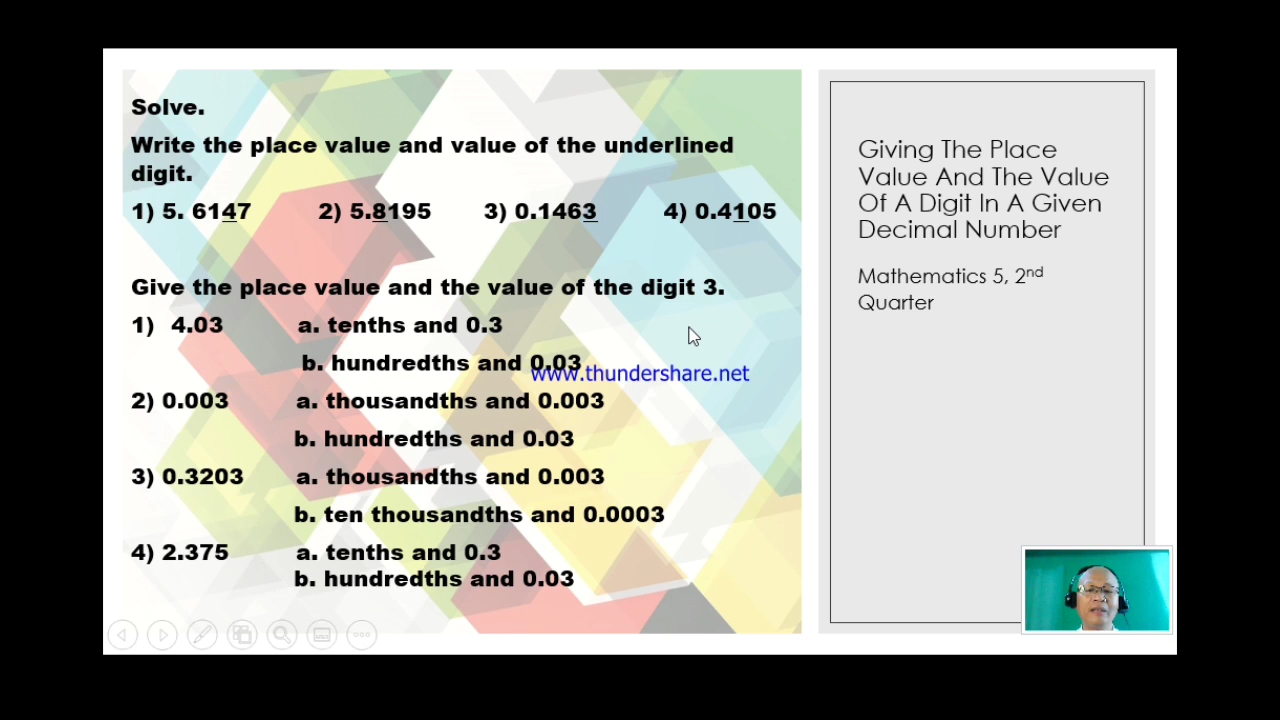 Solve.
Write the place value and value of the underlined
digit.
1) 5. 6147 2) 5.8195 3) 0.1463 4) 0.4105
Give the place value and the value of the digit 3.
1) 4.03 a. tenths and 0.3
b. hundredths and 0.03
www.thundershare.net
2) 0.003 a. thousandths and 0.003
b. hundredths and 0.03
3) 0.3203 a. thousandths and 0.003
b. ten thousandths and 0.0003
4) 2.375 a. tenths and 0.3
b. hundredths and 0.03
Giving The Place
Value And The Value
Of A Digit In A Given
Decimal Number
Mathematics 5, 2nd
Quarter